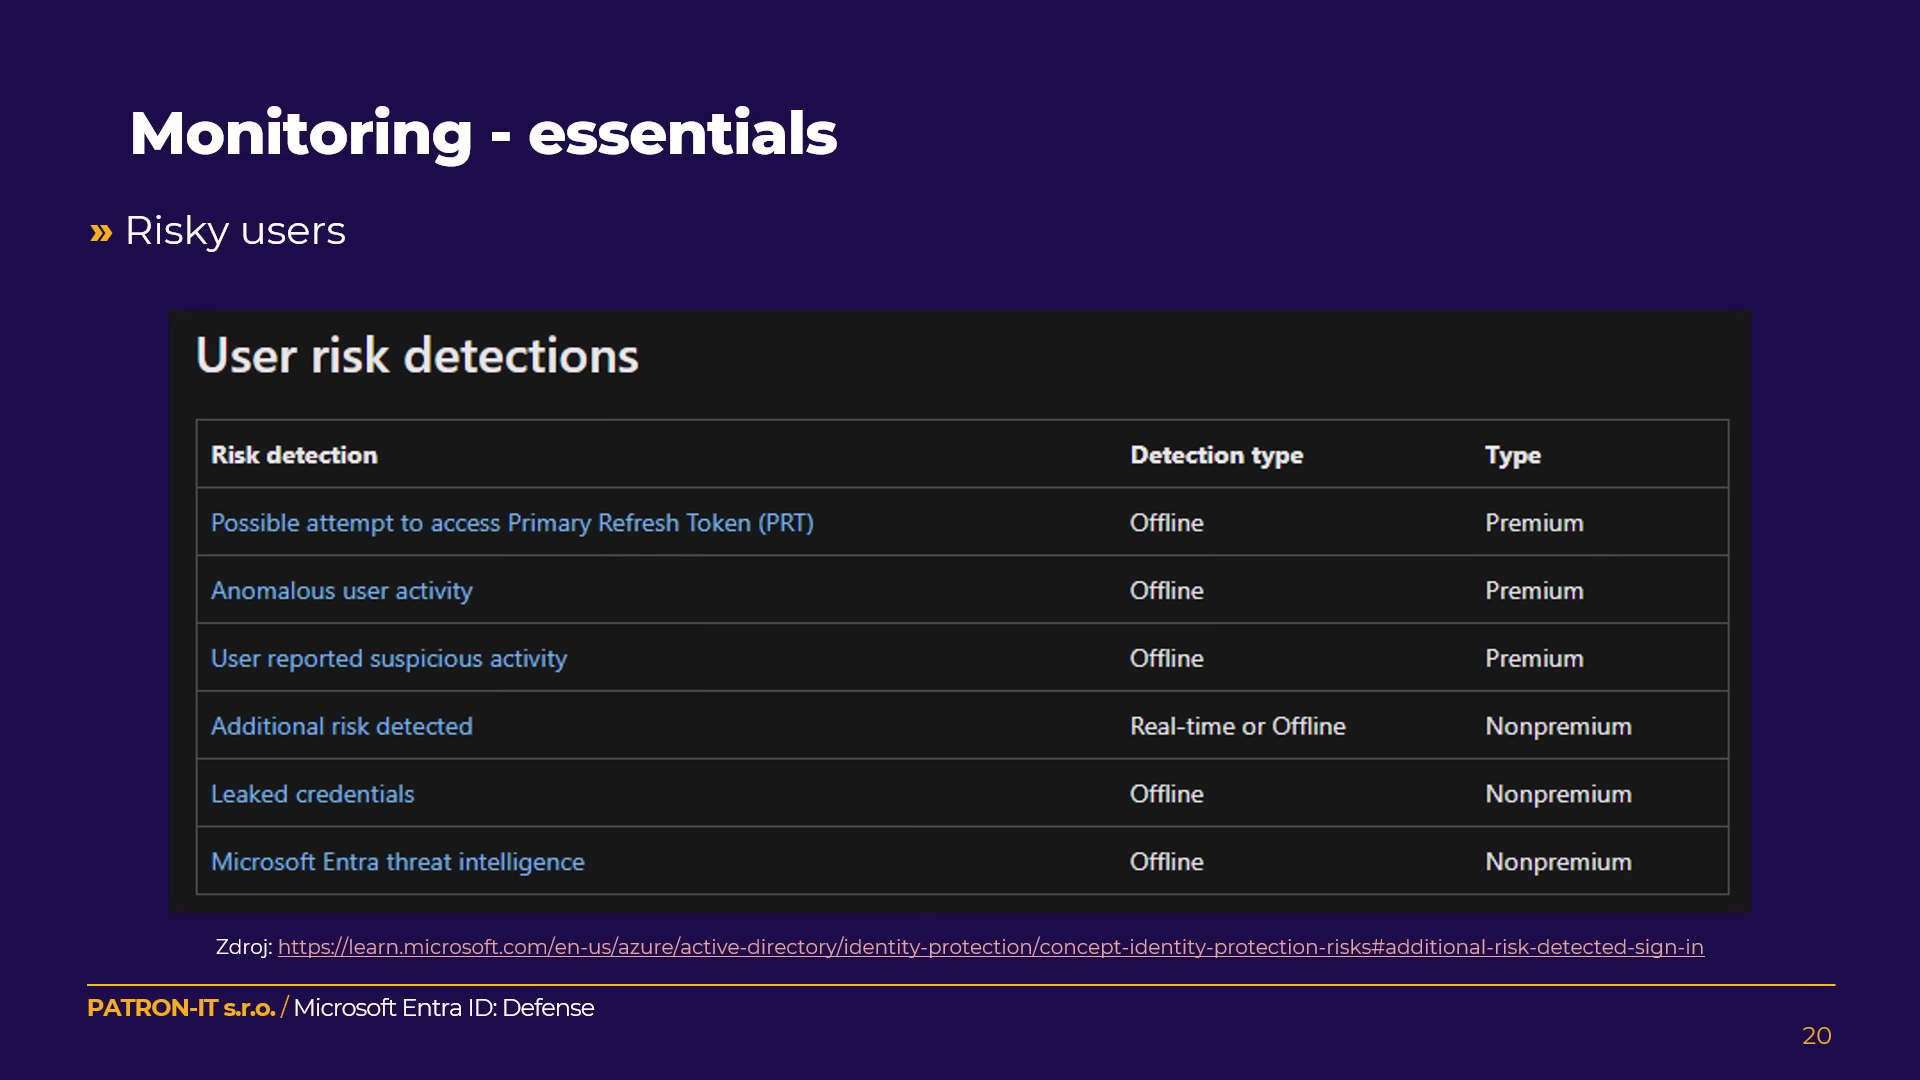 Monitoring - essentials
» Risky users
User risk detections
Risk detection Detection type Type
Possible attempt to access Primary Refresh Token (PRT) Offline Premium
Anomalous user activity Offline Premium
User reported suspicious activity Offline Premium
Additional risk detected Real-time or Offline Nonpremium
Leaked credentials Offline Nonpremium
Microsoft Entra threat intelligence Offline Nonpremium
Zdroj: https://learn.microsoft.com/en-us/azure/active-directory/identity-protection/concept-identity-protection-risks#additional-risk-detected-sign-in
PATRON-IT s.r.o. / Microsoft Entra ID: Defense
20